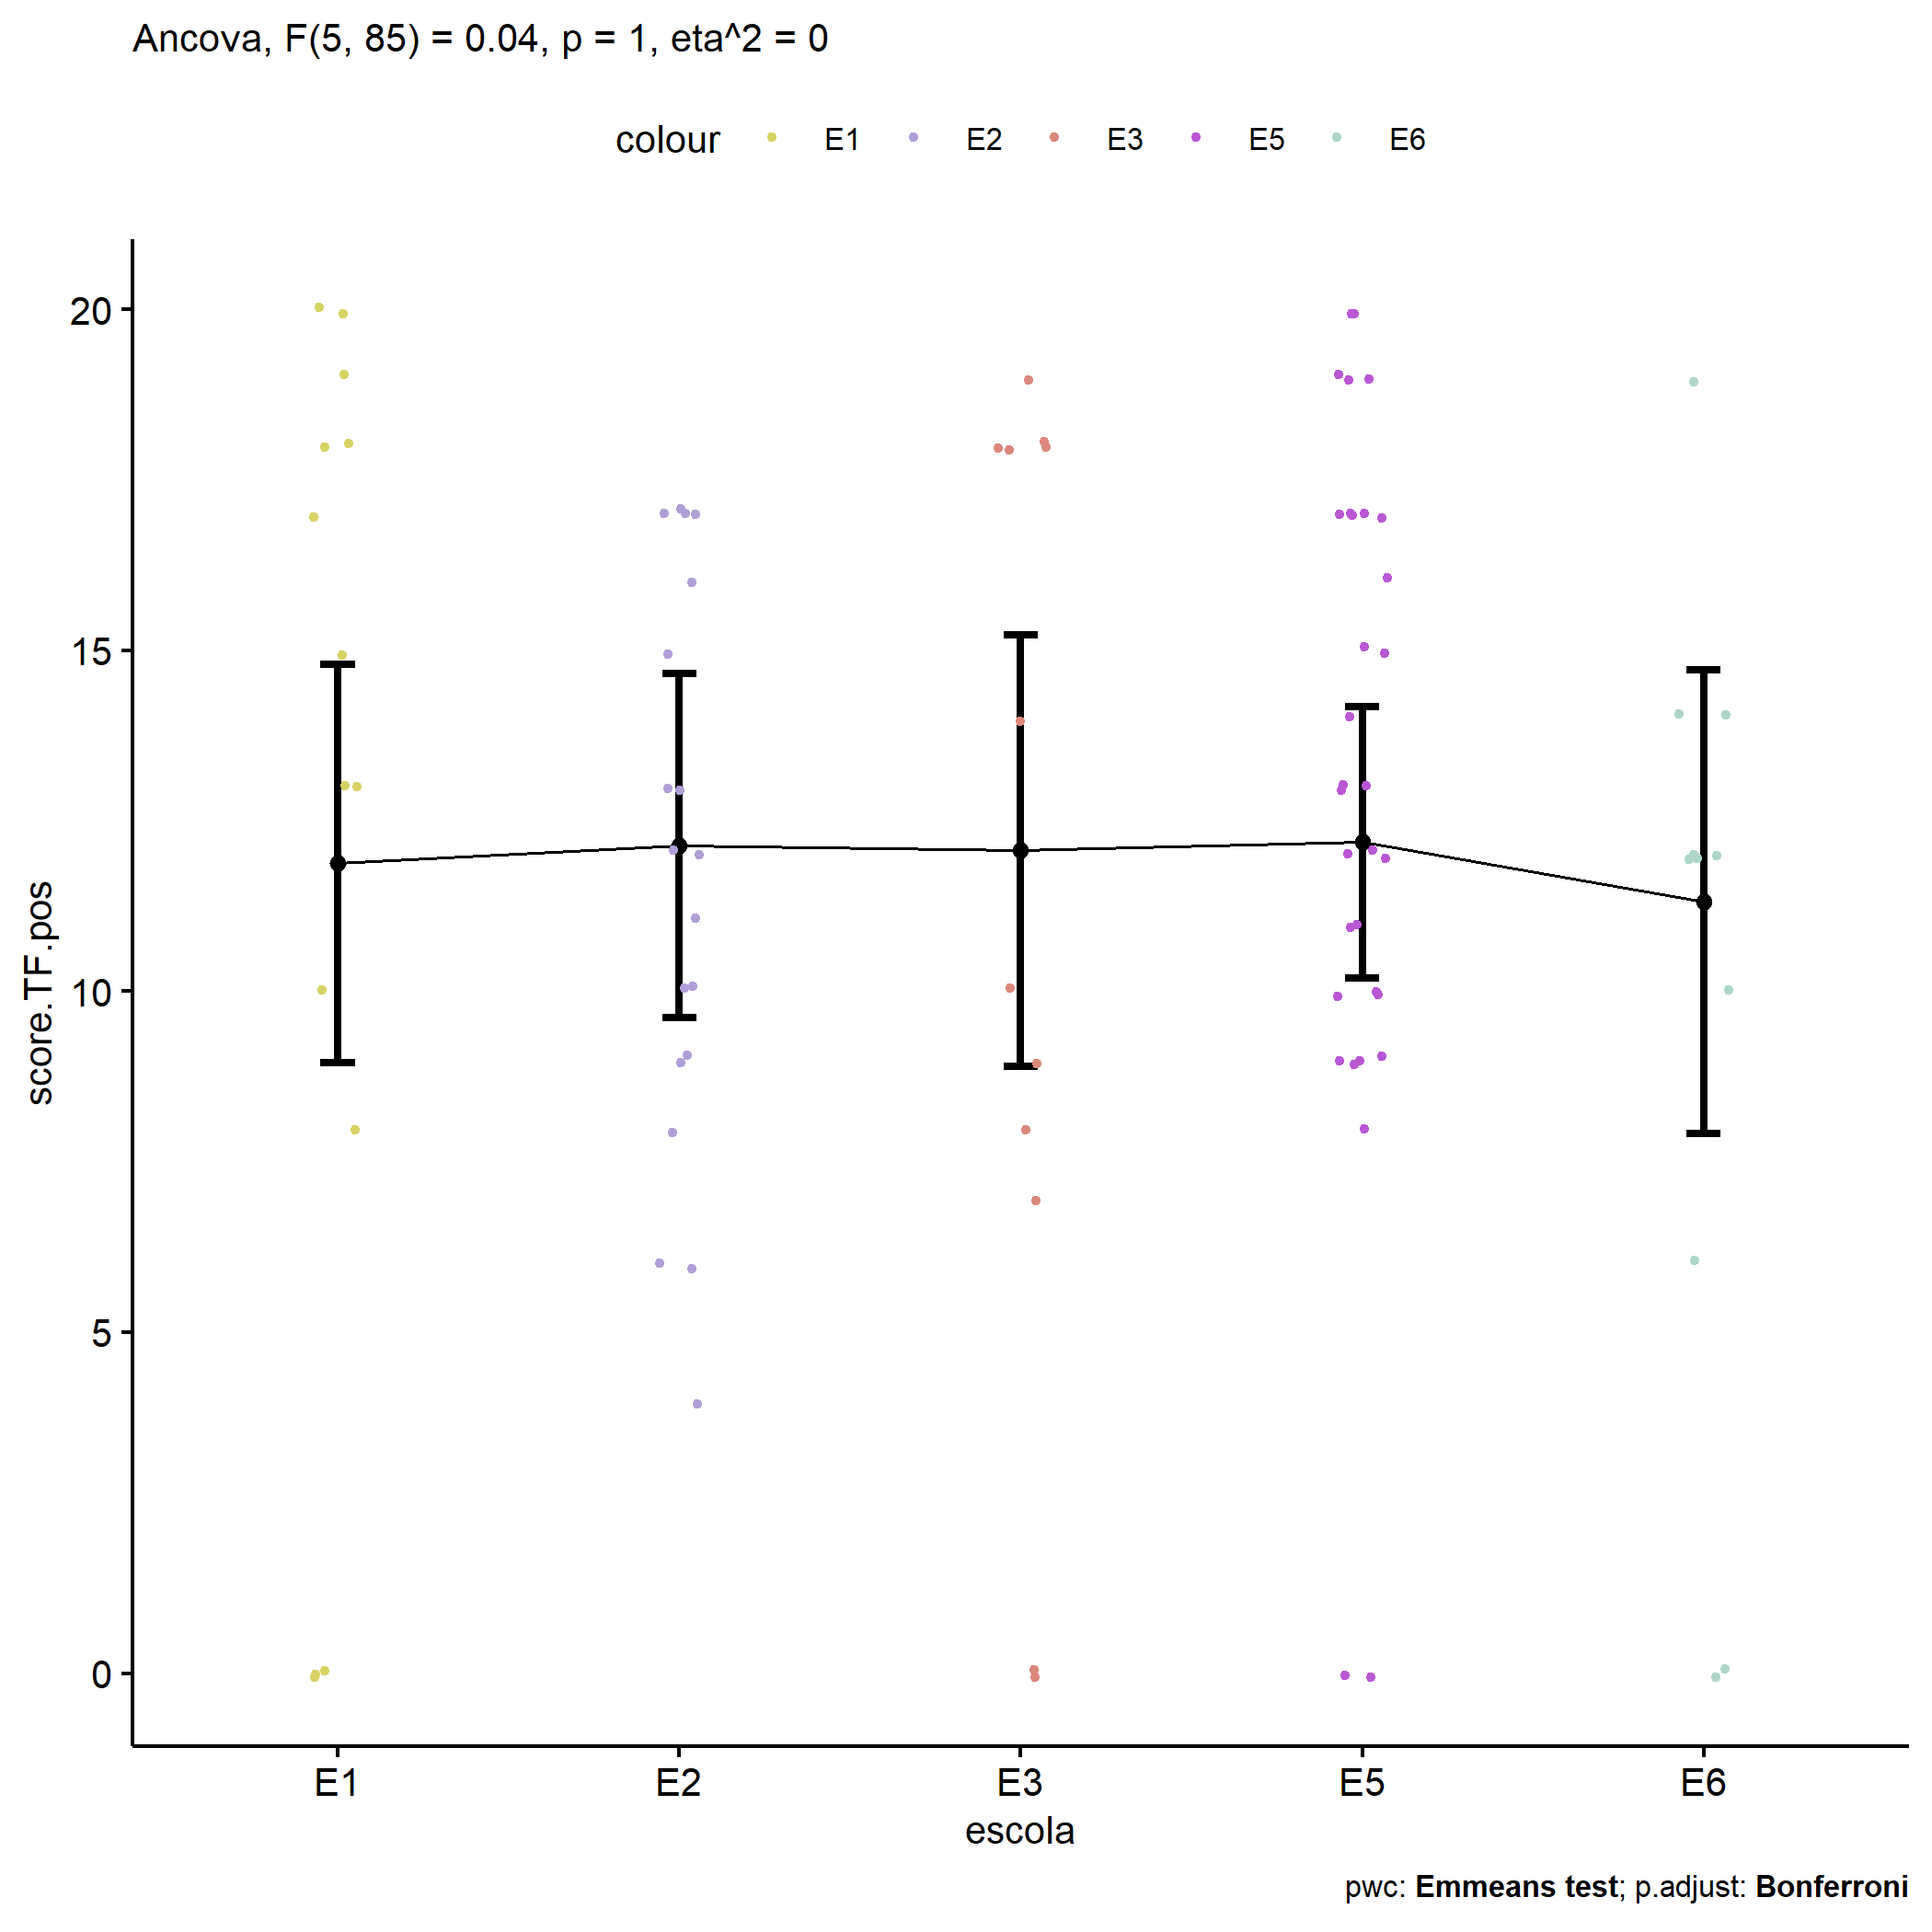 Ancova, F(5, 85) = 0.04, p = 1, eta^2 = 0
colour E1 E2 E3 E5 E6
20
15
10
5
0
score.TF.pos
E1 E2 E3 E5 E6
escola
pwc: Emmeans test; p.adjust: Bonferroni